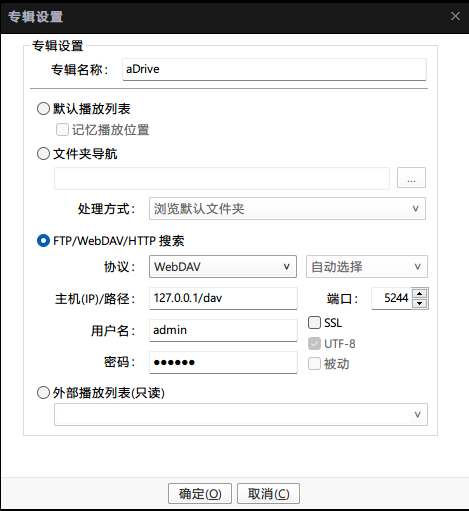 专辑设置
专辑设置
专辑名称： aDrive
默认播放列表
记忆播放位置
文件夹导航
...
处理方式： 浏览默认文件夹
FTP/WebDAV/HTTP 搜索
协议： WebDAV 自动选择
主机(IP)/路径： 127.0.0.1/dav 端口： 5244
用户名： admin SSL
UTF-8
密码： ●●●●●● 被动
外部播放列表(只读)
确定(O) 取消(C)